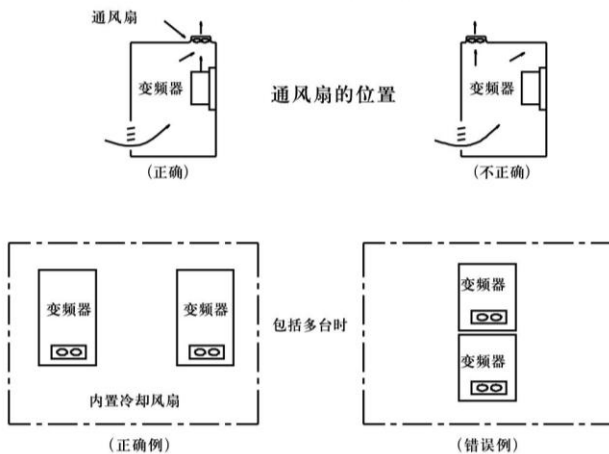 通风扇
变频器
(正确)
通风扇的位置
变频器
(不正确)
变频器
变频器
内置冷却风扇
(正确例)
包括多台时
变频器
变频器
(错误例)